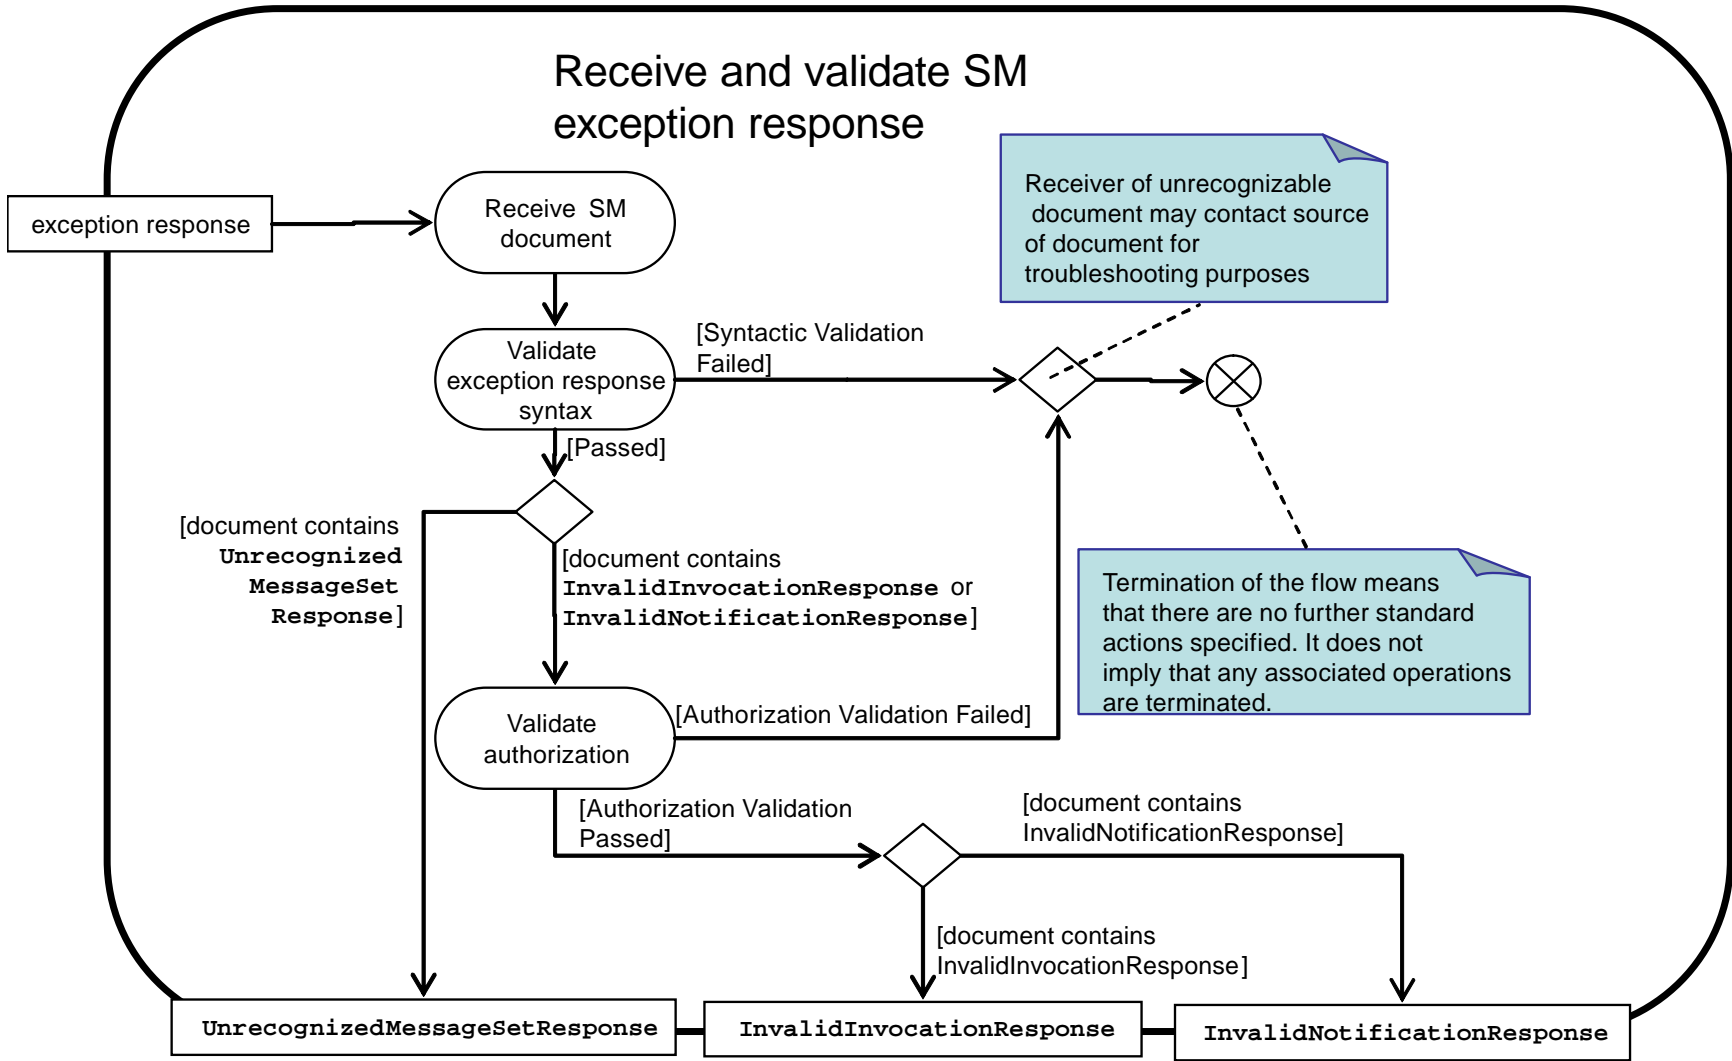 Receive and validate SM
exception response
Receiver of unrecognizable
document may contact source
of document for
troubleshooting purposes
exception response
Receive SM
document
[Syntactic Validation
Failed]
Validate
exception response
syntax
[Passed]
[document contains
Unrecognized
MessageSet
Response]
[document contains
InvalidInvocationResponse or
InvalidNotificationResponse]
Termination of the flow means
that there are no further standard
actions specified. It does not
imply that any associated operations
are terminated.
Validate
authorization
[Authorization Validation Failed]
[Authorization Validation
Passed]
[document contains
InvalidNotificationResponse]
[document contains
InvalidInvocationResponse]
UnrecognizedMessageSetResponse
InvalidInvocationResponse
InvalidNotificationResponse